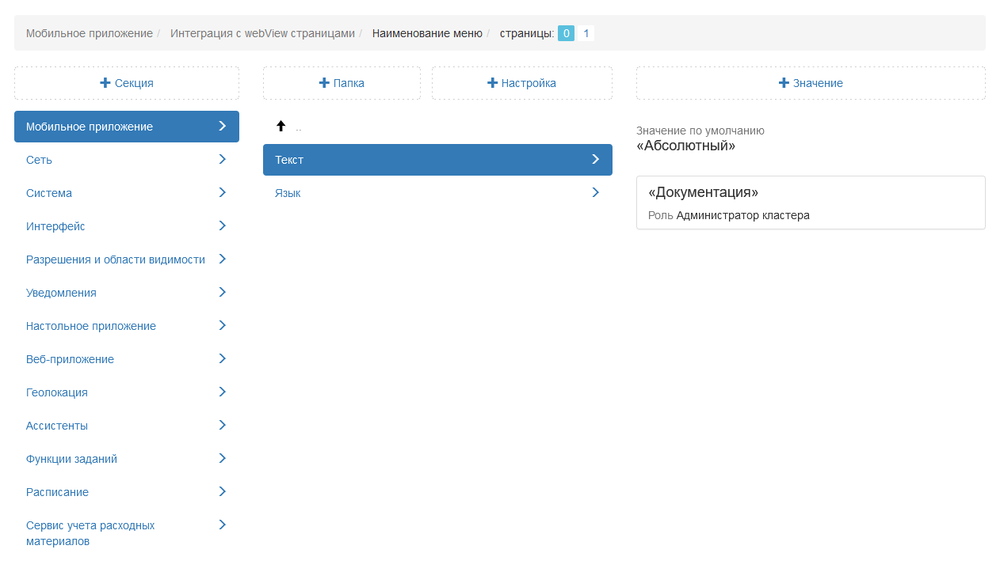 Мобильное приложение / Интеграция с webView страницами / Наименование меню / страницы: 0 1
Секция
Папка
Настройка
Значение
Мобильное приложение
Сеть
Система
Интерфейс
Разрешения и области видимости
Уведомления
Настольное приложение
Веб-приложение
Геолокация
Ассистенты
Функции заданий
Расписание
Сервис учета расходных
материалов
..
Текст
Язык
Значение по умолчанию
«Абсолютный»
«Документация»
Роль Администратор кластера